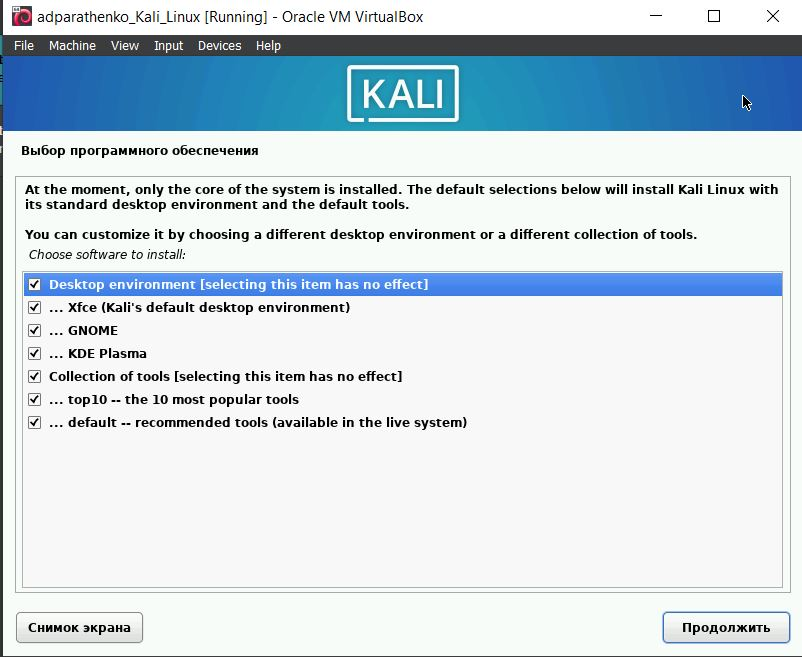 adparathenko_Kali_Linux [Running] - Oracle VM VirtualBox
File Machine View Input Devices Help
KALI
Выбор программного обеспечения
At the moment, only the core of the system is installed. The default selections below will install Kali Linux with
its standard desktop environment and the default tools.
You can customize it by choosing a different desktop environment or a different collection of tools.
Choose software to install:
Desktop environment [selecting this item has no effect]
... Xfce (Kali's default desktop environment)
... GNOME
... KDE Plasma
Collection of tools [selecting this item has no effect]
... top10 -- the 10 most popular tools
... default -- recommended tools (available in the live system)
Снимок экрана
Продолжить